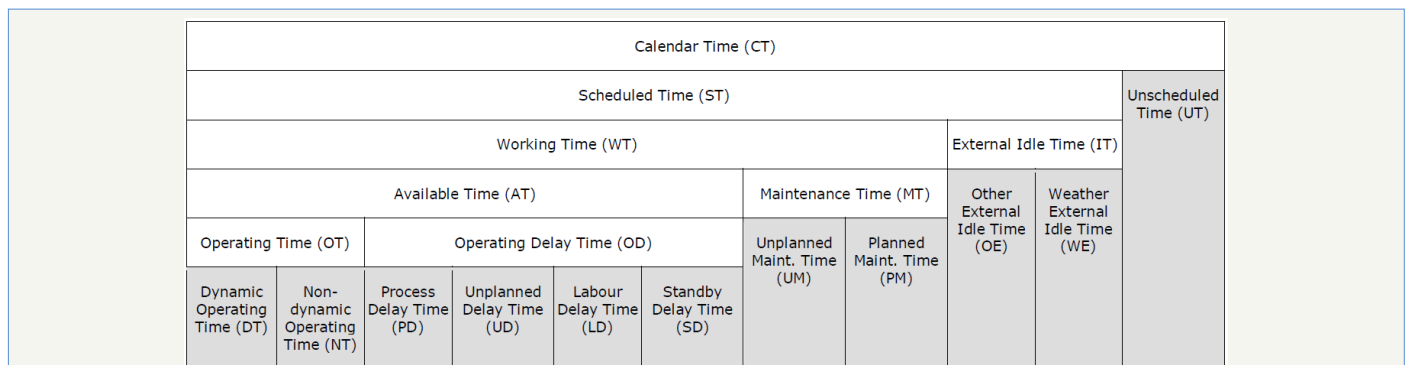 Calendar Time (CT)
Scheduled Time (ST)
Unscheduled
Time (UT)
Working Time (WT)
External Idle Time (IT)
Available Time (AT)
Maintenance Time (MT)
Other
External
Idle Time
(OE)
Weather
External
Idle Time
(WE)
Operating Time (OT)
Operating Delay Time (OD)
Unplanned
Maint. Time
(UM)
Planned
Maint. Time
(PM)
Dynamic
Operating
Time (DT)
Non-
dynamic
Operating
Time (NT)
Process
Delay Time
(PD)
Unplanned
Delay Time
(UD)
Labour
Delay Time
(LD)
Standby
Delay Time
(SD)